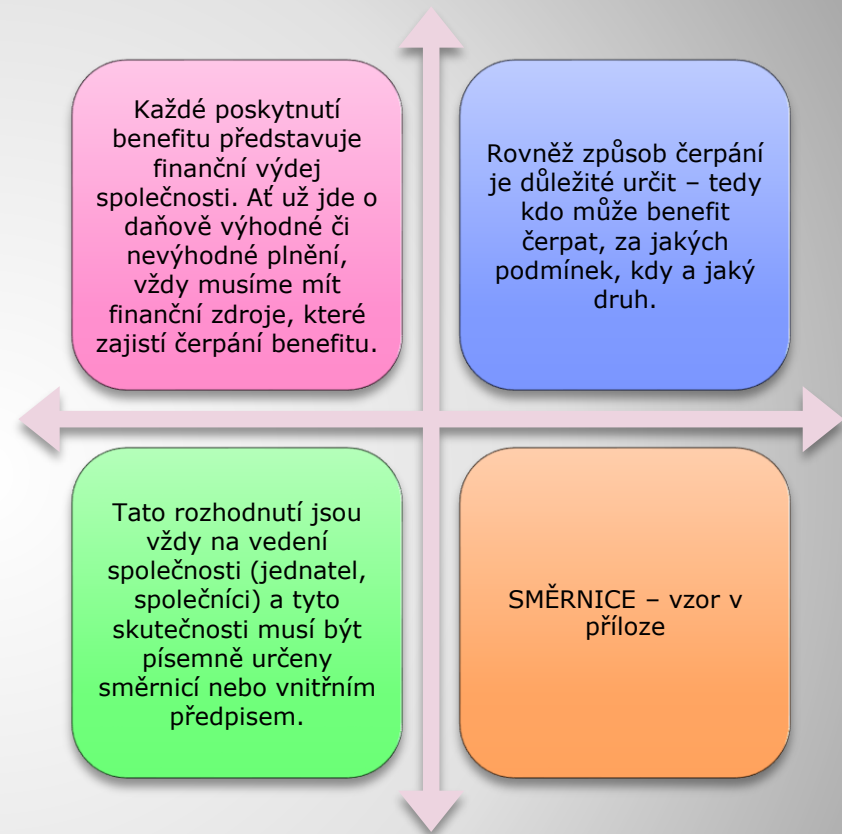 Každé poskytnutí
benefitu představuje
finanční výdej
společnosti. Ať už jde o
daňově výhodné či
nevýhodné plnění,
vždy musíme mít
finanční zdroje, které
zajistí čerpání benefitu.
Rovněž způsob čerpání
je důležité určit – tedy
kdo může benefit
čerpat, za jakých
podmínek, kdy a jaký
druh.
Tato rozhodnutí jsou
vždy na vedení
společnosti (jednatel,
společníci) a tyto
skutečnosti musí být
písemně určeny
směrnicí nebo vnitřním
předpisem.
SMĚRNICE – vzor v
příloze